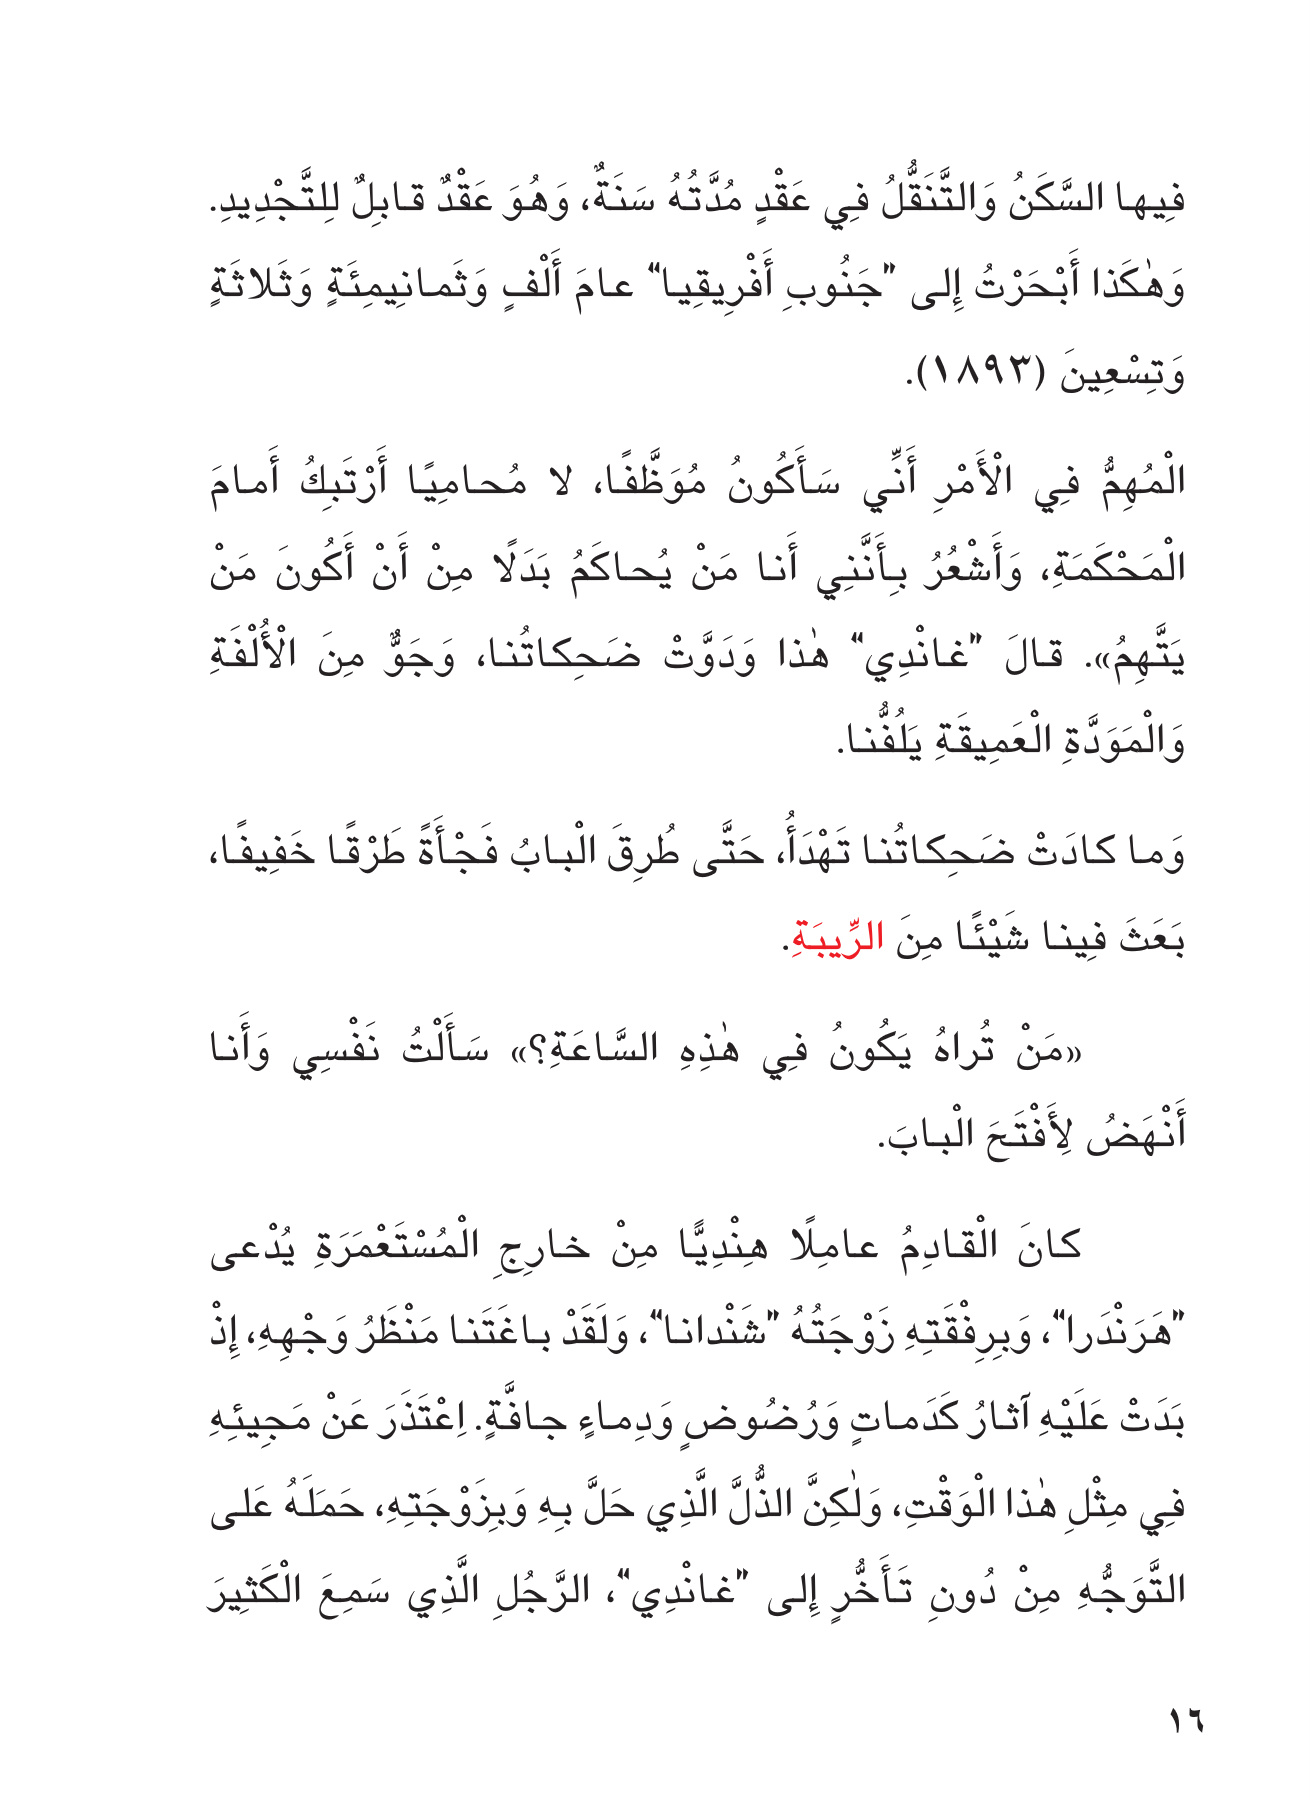 فِيها السَّكَنُ وَالتَّنَقُّلُ فِي عَقْدٍ مُدَّتُهُ سَنَةٌ، وَهُوَ عَقْدٌ قابِلٌ لِلتَّجْدِيدِ.
وَهٰكَذا أَبْحَرْتُ إِلى "جَنُوبِ أَفْرِيقِيا" عامَ أَلْفٍ وَثَمانِيمِئَةٍ وَثَلاثَةٍ
وَتِسْعِينَ (١٨٩٣).
الْمُهِمُّ فِي الْأَمْرِ أَنِّي سَأَكُونُ مُوَظَّفًا، لا مُحامِيًا أَرْتَبِكُ أَمامَ
الْمَحْكَمَةِ، وَأَشْعُرُ بِأَنَّنِي أَنا مَنْ يُحاكَمُ بَدَلًا مِنْ أَنْ أَكُونَ مَنْ
يَتَّهِمُ». قالَ "غانْدِي" هٰذا وَدَوَّتْ ضَحِكاتُنا، وَجَوٌّ مِنَ الْأُلْفَةِ
وَالْمَوَدَّةِ الْعَمِيقَةِ يَلُفُّنا.
وَما كادَتْ ضَحِكاتُنا تَهْدَأُ، حَتَّى طُرِقَ الْبابُ فَجْأَةً طَرْقًا خَفِيفًا،
بَعَثَ فِينا شَيْئًا مِنَ الرِّيبَةِ.
«مَنْ تُراهُ يَكُونُ فِي هٰذِهِ السَّاعَةِ؟» سَأَلْتُ نَفْسِي وَأَنا
أَنْهَضُ لِأَفْتَحَ الْبابَ.
كانَ الْقادِمُ عامِلًا هِنْدِيًّا مِنْ خارِجِ الْمُسْتَعْمَرَةِ يُدْعى
"هَرَنْدَرا"، وَبِرِفْقَتِهِ زَوْجَتُهُ "شَنْدانا"، وَلَقَدْ باغَتَنا مَنْظَرُ وَجْهِهِ، إِذْ
بَدَتْ عَلَيْهِ آثارُ كَدَماتٍ وَرُضُوضٍ وَدِماءٍ جافَّةٍ. اِعْتَذَرَ عَنْ مَجِيئِهِ
فِي مِثْلِ هٰذا الْوَقْتِ، وَلٰكِنَّ الذُّلَّ الَّذِي حَلَّ بِهِ وَبِزَوْجَتِهِ، حَمَلَهُ عَلى
التَّوَجُّهِ مِنْ دُونِ تَأَخُّرٍ إِلى "غانْدِي"، الرَّجُلِ الَّذِي سَمِعَ الْكَثِيرَ
١٦